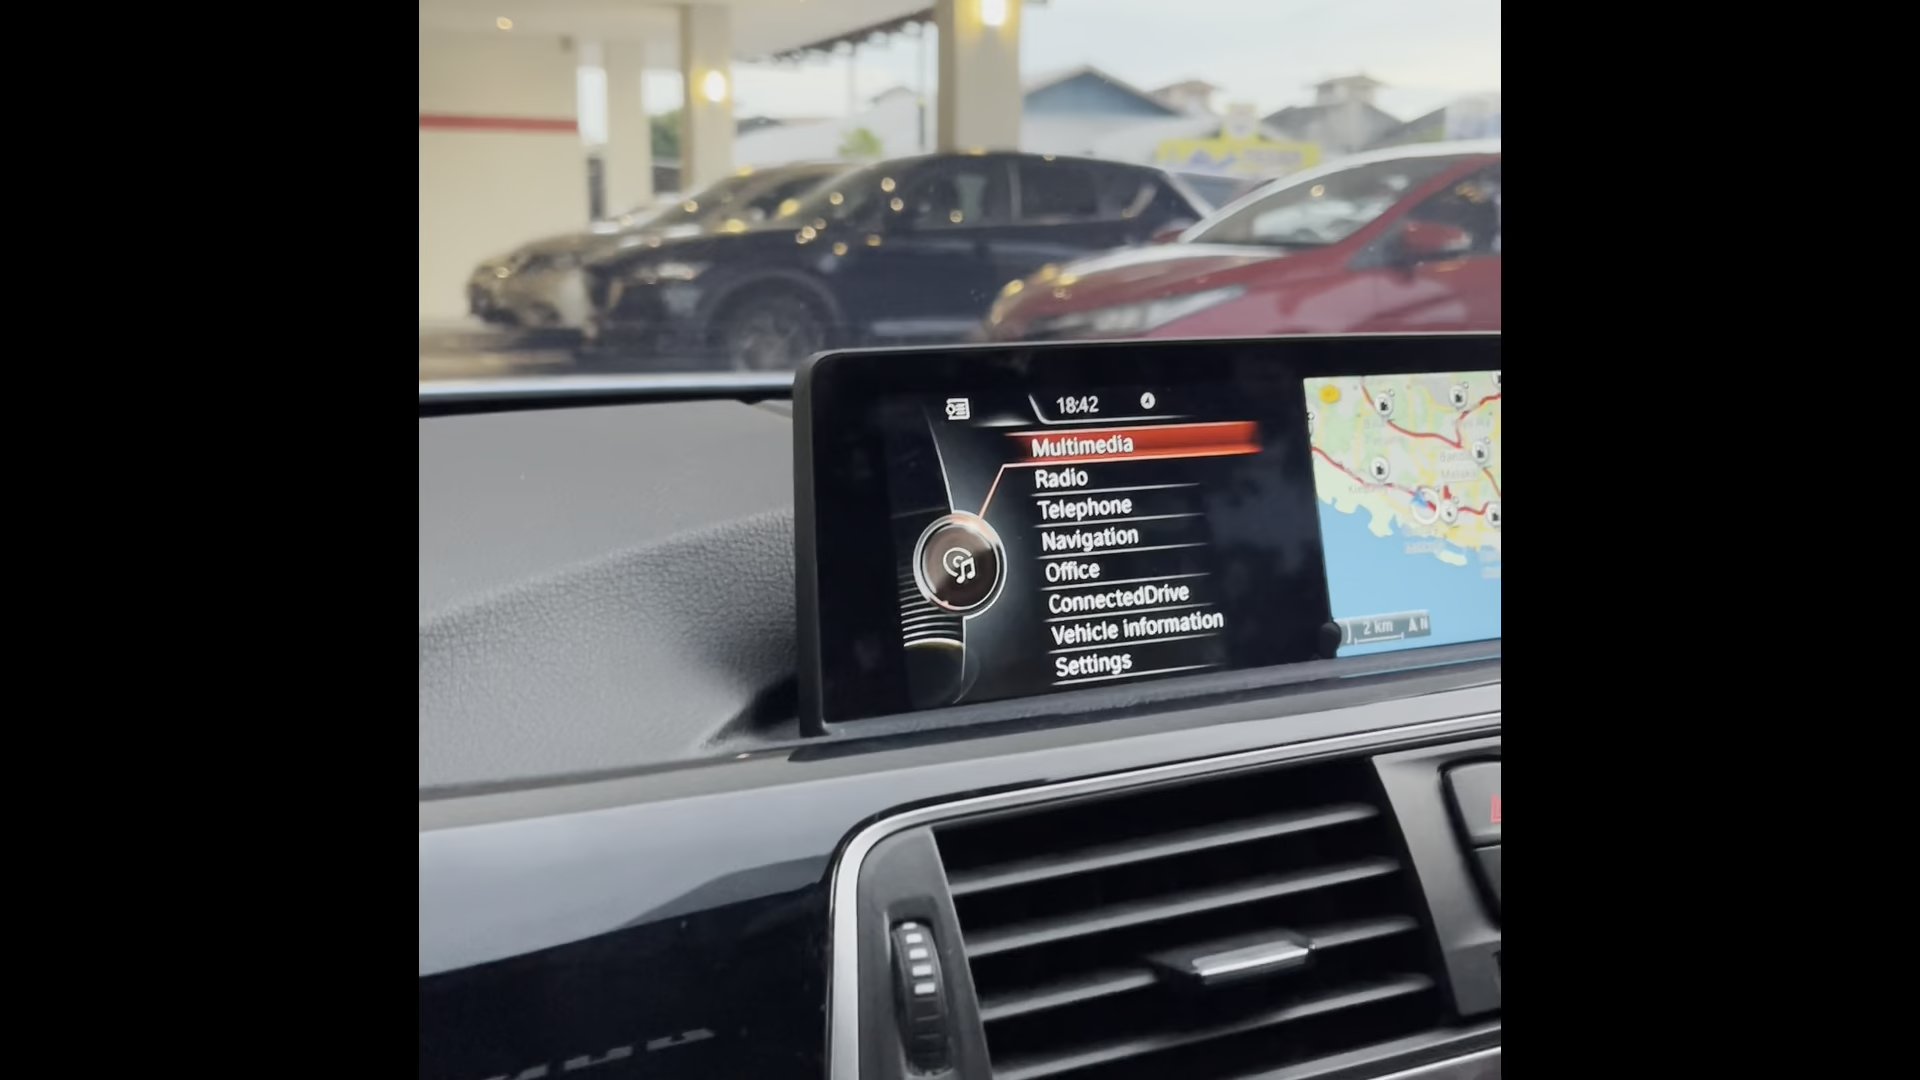 18:42
Multimedia
Radio
Telephone
Navigation
Office
ConnectedDrive
Vehicle information
Settings
2 km
N